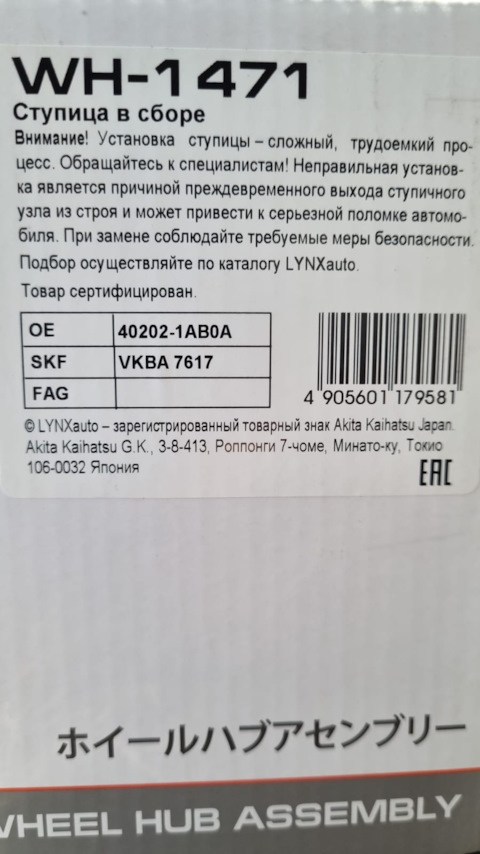 WH-1471
Ступица в сборе
Внимание! Установка ступицы – сложный, трудоемкий про-
цесс. Обращайтесь к специалистам! Неправильная установ-
ка является причиной преждевременного выхода ступичного
узла из строя и может привести к серьезной поломке автомо-
биля. При замене соблюдайте требуемые меры безопасности.
Подбор осуществляйте по каталогу LYNXauto.
Товар сертифицирован.
OE 40202-1AB0A
SKF VKBA 7617
FAG
4 905601 179581
© LYNXauto – зарегистрированный товарный знак Akita Kaihatsu Japan.
Akita Kaihatsu G.K., 3-8-413, Роппонги 7-чоме, Минато-ку, Токио
106-0032 Япония
EAC
ホイールハブアセンブリー
WHEEL HUB ASSEMBLY